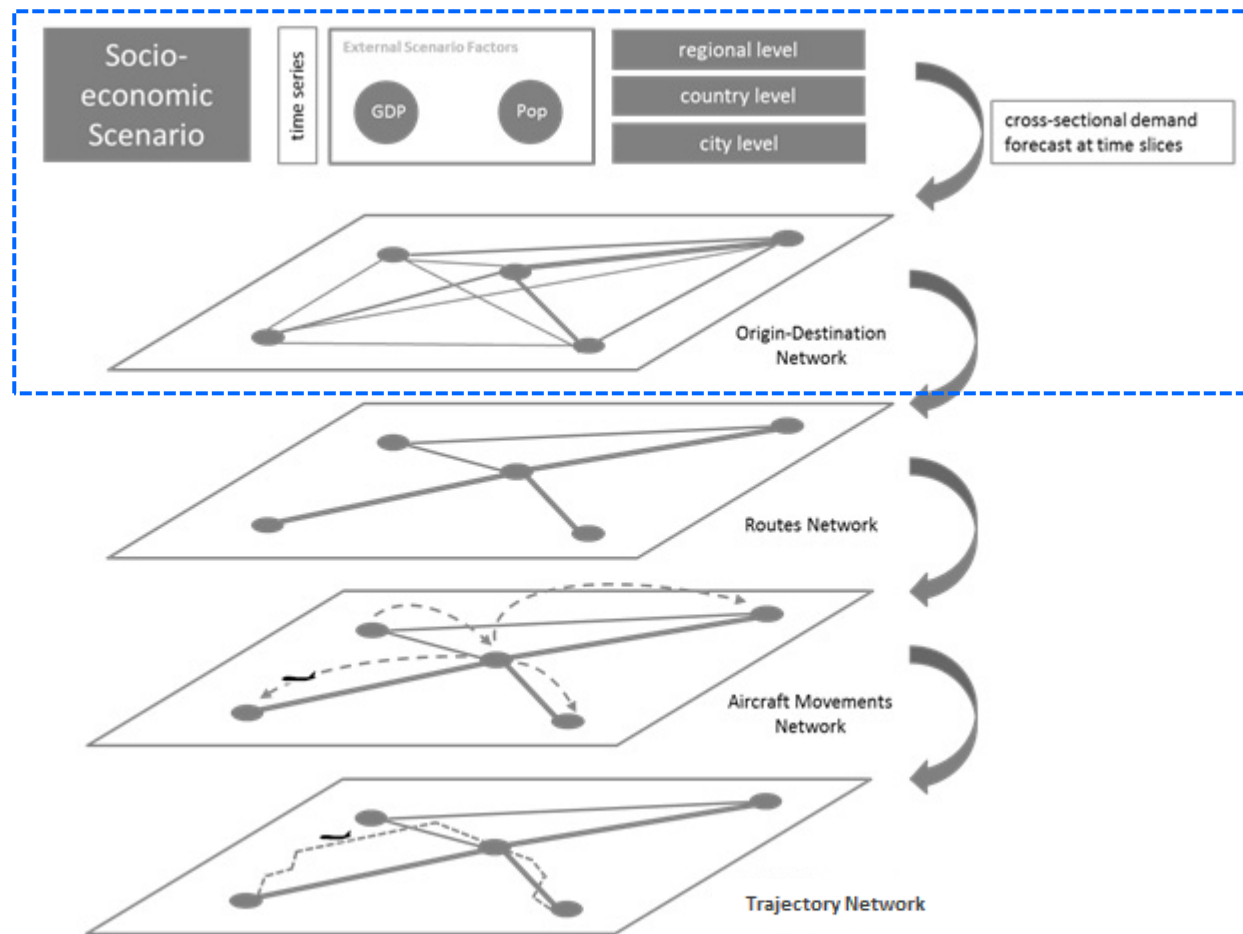 Socio-
economic
Scenario
time series
External Scenario Factors
GDP
Pop
regional level
country level
city level
cross-sectional demand
forecast at time slices
Origin-Destination
Network
Routes Network
Aircraft Movements
Network
Trajectory Network